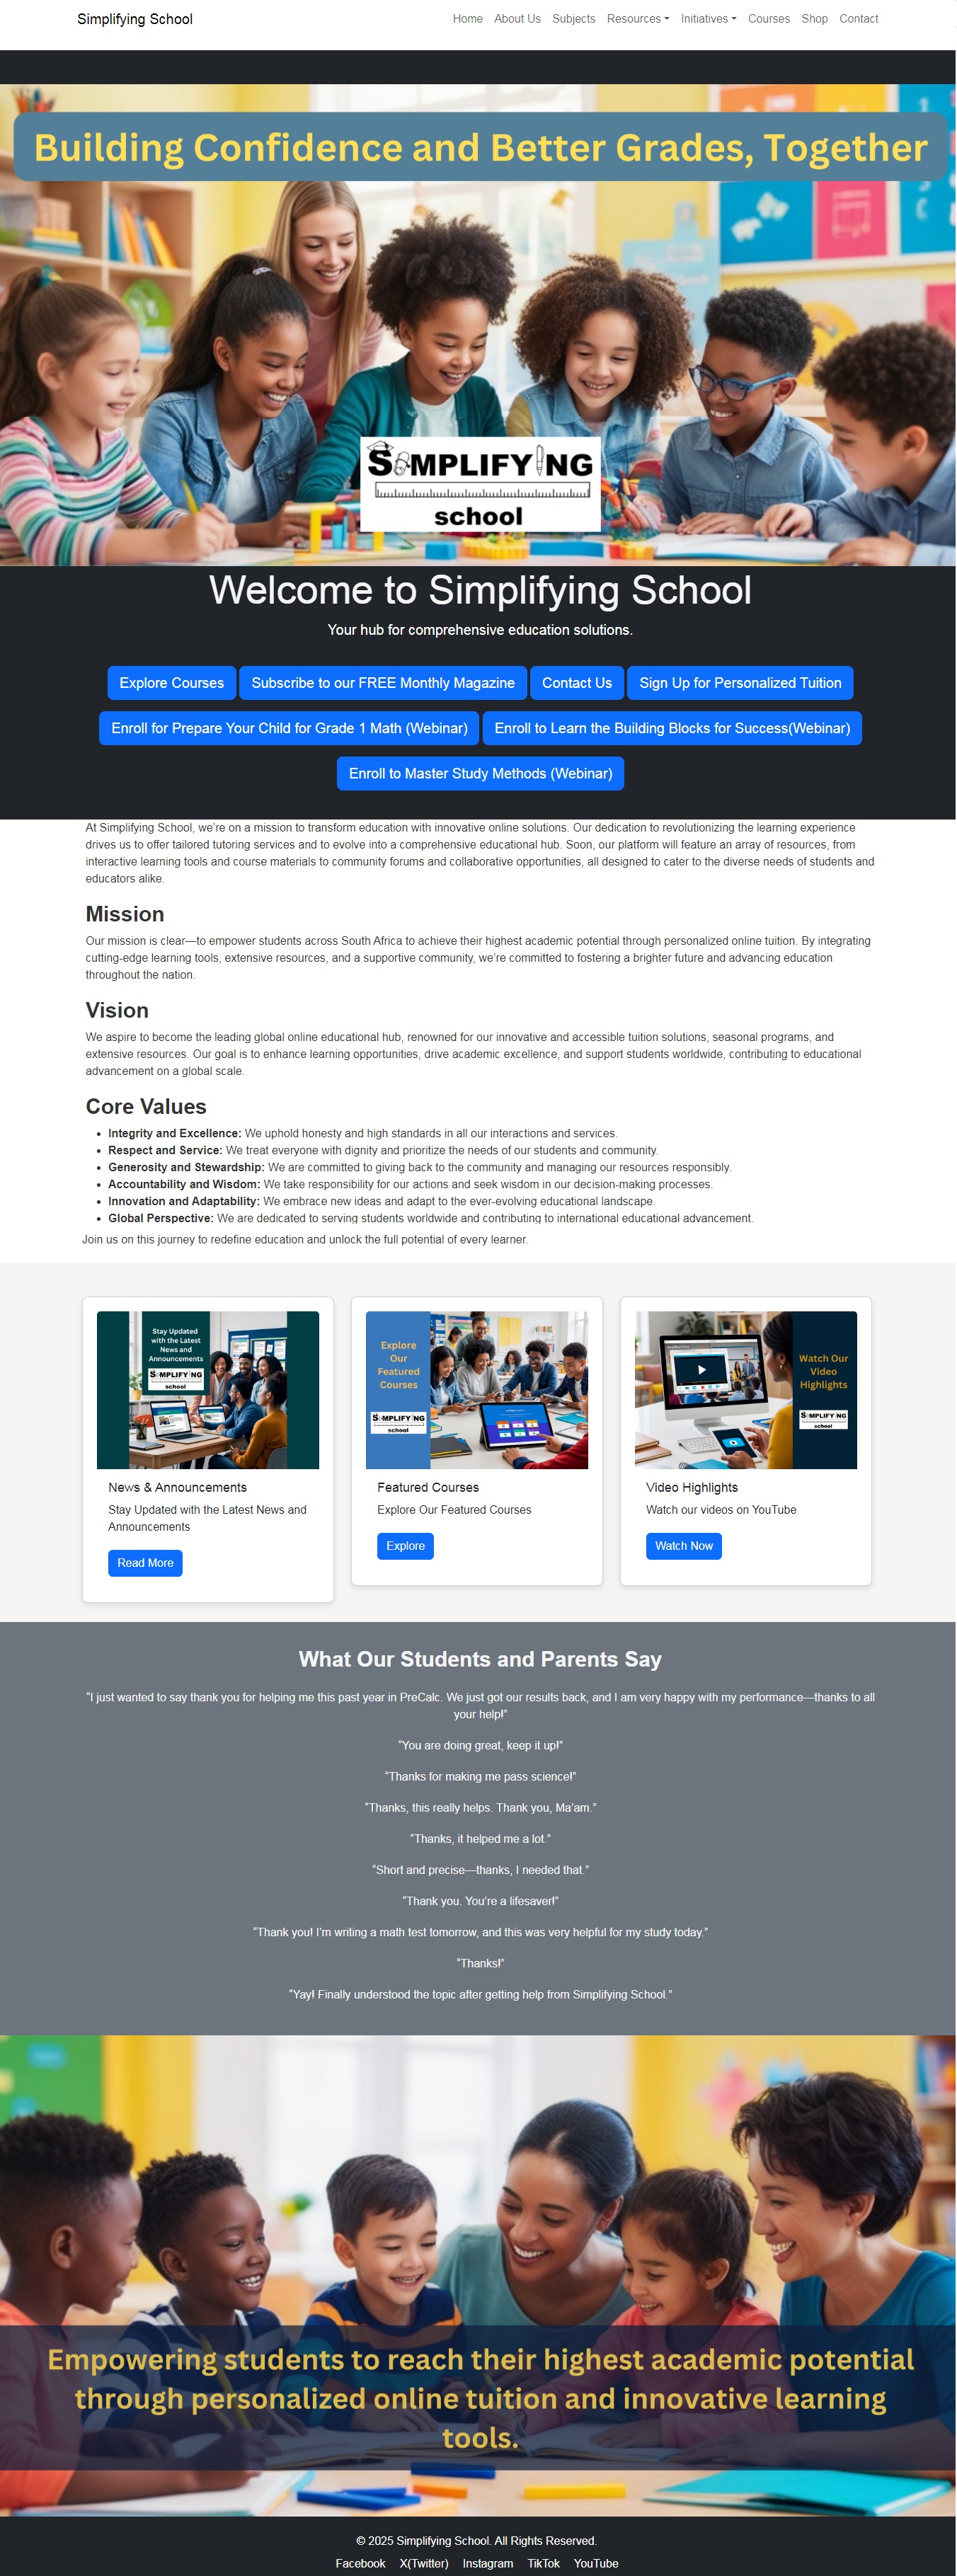 Simplifying School
Home About Us Subjects Resources Initiatives Courses Shop Contact
Building Confidence and Better Grades, Together
SIMPLIFYING
school
Welcome to Simplifying School
Your hub for comprehensive education solutions.
Explore Courses
Subscribe to our FREE Monthly Magazine
Contact Us
Sign Up for Personalized Tuition
Enroll for Prepare Your Child for Grade 1 Math (Webinar)
Enroll to Learn the Building Blocks for Success(Webinar)
Enroll to Master Study Methods (Webinar)
At Simplifying School, we’re on a mission to transform education with innovative online solutions. Our dedication to revolutionizing the learning experience
drives us to offer tailored tutoring services and to evolve into a comprehensive educational hub. Soon, our platform will feature an array of resources, from
interactive learning tools and course materials to community forums and collaborative opportunities, all designed to cater to the diverse needs of students and
educators alike.
Mission
Our mission is clear—to empower students across South Africa to achieve their highest academic potential through personalized online tuition. By integrating
cutting-edge learning tools, extensive resources, and a supportive community, we’re committed to fostering a brighter future and advancing education
throughout the nation.
Vision
We aspire to become the leading global online educational hub, renowned for our innovative and accessible tuition solutions, seasonal programs, and
extensive resources. Our goal is to enhance learning opportunities, drive academic excellence, and support students worldwide, contributing to educational
advancement on a global scale.
Core Values
• Integrity and Excellence: We uphold honesty and high standards in all our interactions and services.
• Respect and Service: We treat everyone with dignity and prioritize the needs of our students and community.
• Generosity and Stewardship: We are committed to giving back to the community and managing our resources responsibly.
• Accountability and Wisdom: We take responsibility for our actions and seek wisdom in our decision-making processes.
• Innovation and Adaptability: We embrace new ideas and adapt to the ever-evolving educational landscape.
• Global Perspective: We are dedicated to serving students worldwide and contributing to international educational advancement.
Join us on this journey to redefine education and unlock the full potential of every learner.
Stay Updated
with the Latest
News and
Announcements
SIMPLIFYING
school
News & Announcements
Stay Updated with the Latest News and
Announcements
Read More
Explore
Our
Featured
Courses
SIMPLIFYING
school
Featured Courses
Explore Our Featured Courses
Explore
Watch Our
Video
Highlights
SIMPLIFYING
school
Video Highlights
Watch our videos on YouTube
Watch Now
What Our Students and Parents Say
“I just wanted to say thank you for helping me this past year in PreCalc. We just got our results back, and I am very happy with my performance—thanks to all
your help!”
“You are doing great, keep it up!”
“Thanks for making me pass science!”
“Thanks, this really helps. Thank you, Ma’am.”
“Thanks, it helped me a lot.”
“Short and precise—thanks, I needed that.”
“Thank you. You’re a lifesaver!”
“Thank you! I’m writing a math test tomorrow, and this was very helpful for my study today.”
“Thanks!”
“Yay! Finally understood the topic after getting help from Simplifying School.”
Empowering students to reach their highest academic potential
through personalized online tuition and innovative learning
tools.
© 2025 Simplifying School. All Rights Reserved.
Facebook X(Twitter) Instagram TikTok YouTube